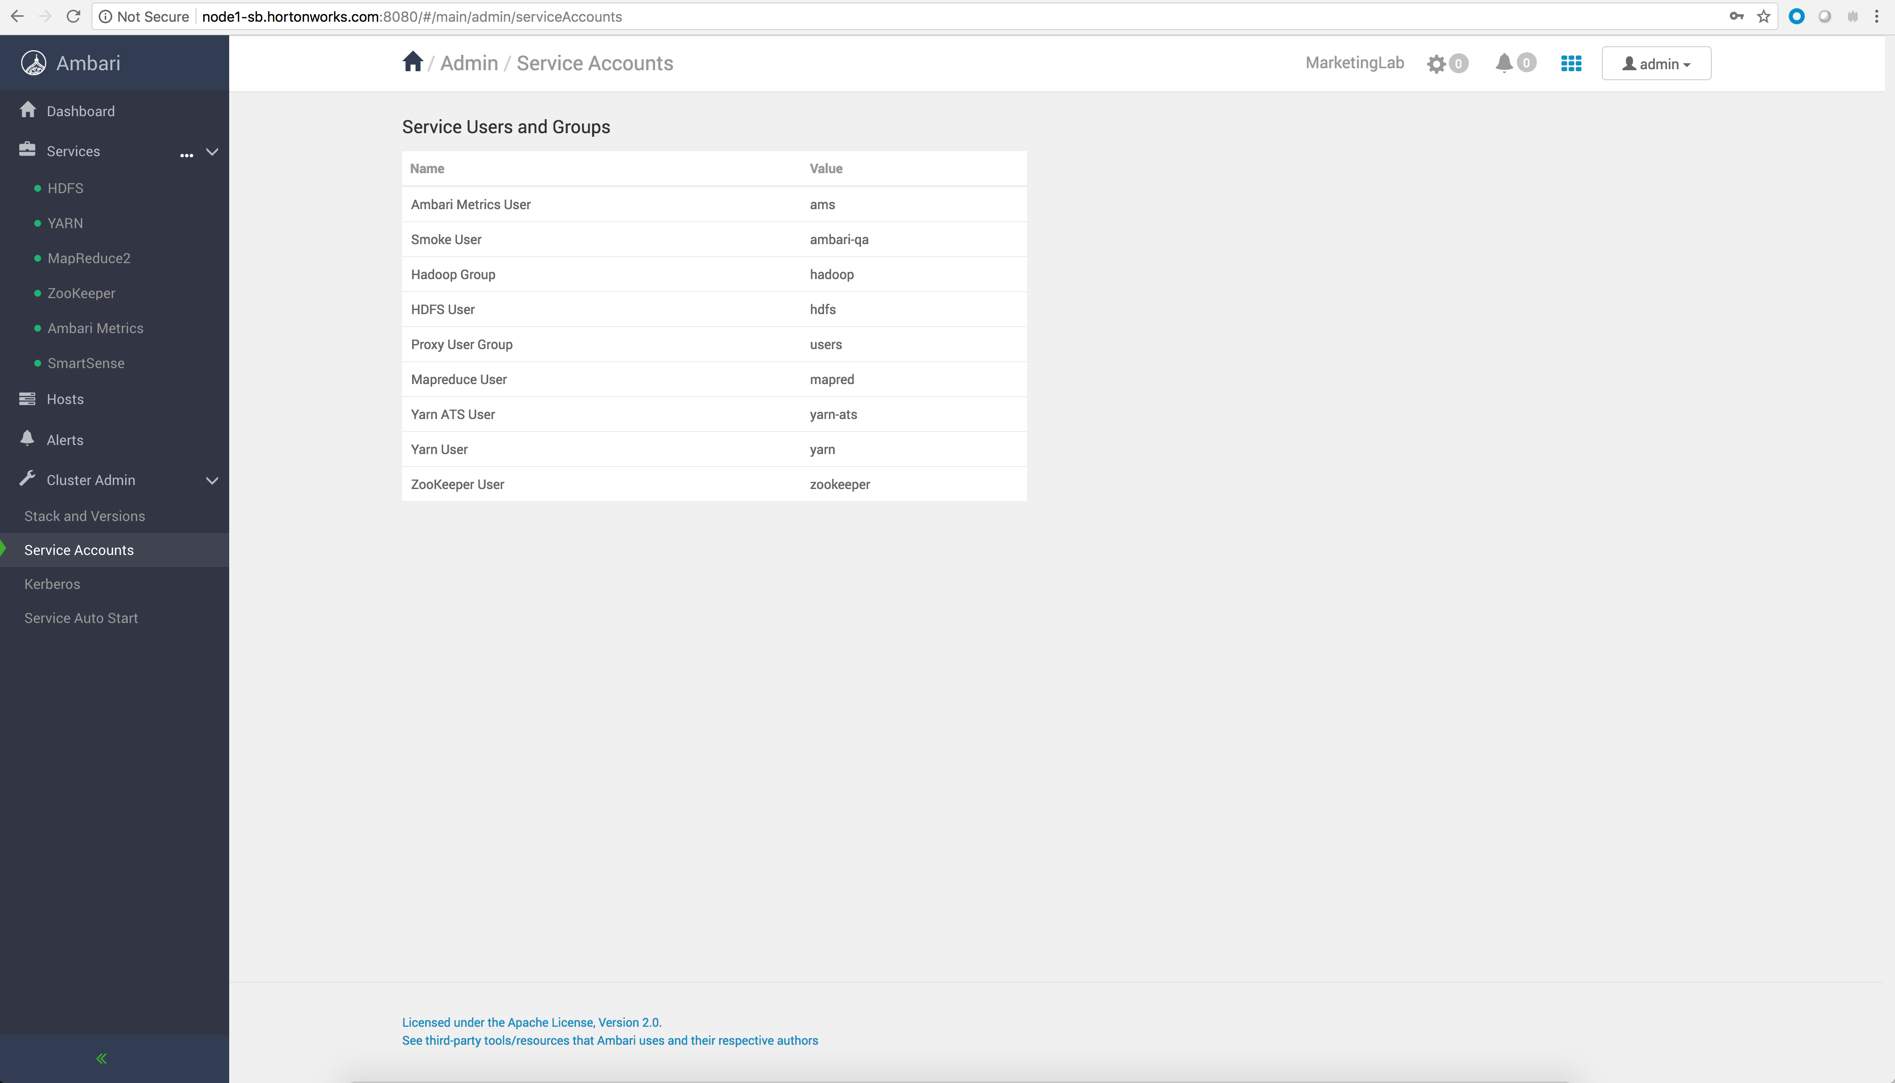 Not Secure node1-sb.hortonworks.com:8080/#/main/admin/serviceAccounts
Ambari
/ Admin / Service Accounts
MarketingLab 0 0 admin
Dashboard
Services ...
HDFS
YARN
MapReduce2
ZooKeeper
Ambari Metrics
SmartSense
Hosts
Alerts
Cluster Admin
Stack and Versions
Service Accounts
Kerberos
Service Auto Start
Service Users and Groups
Name Value
Ambari Metrics User ams
Smoke User ambari-qa
Hadoop Group hadoop
HDFS User hdfs
Proxy User Group users
Mapreduce User mapred
Yarn ATS User yarn-ats
Yarn User yarn
ZooKeeper User zookeeper
Licensed under the Apache License, Version 2.0.
See third-party tools/resources that Ambari uses and their respective authors